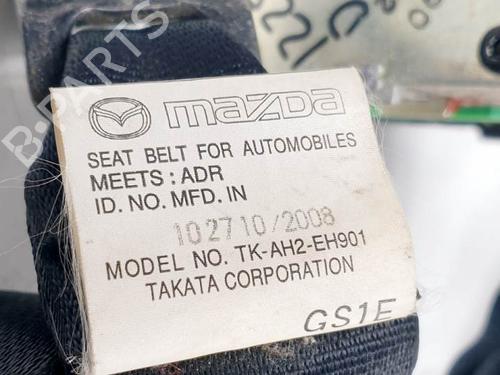 mazda
SEAT BELT FOR AUTOMOBILES
MEETS : ADR
ID. NO. MFD. IN
102710/2008
MODEL NO. TK-AH2-EH901
TAKATA CORPORATION
GS1E
B-PARTS